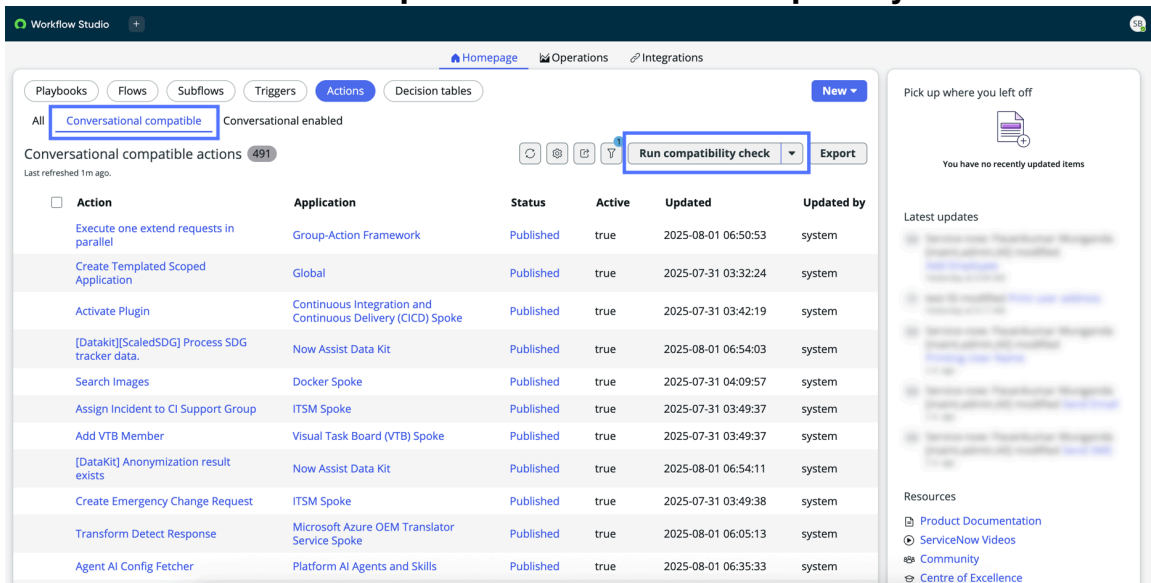 Workflow Studio
+
SB
Homepage
Operations
Integrations
Playbooks
Flows
Subflows
Triggers
Actions
Decision tables
New
All
Conversational compatible
Conversational enabled
Conversational compatible actions 491
1
Run compatibility check
Export
Last refreshed 1m ago.
Action Application Status Active Updated Updated by
Execute one extend requests in
parallel
Group-Action Framework Published true 2025-08-01 06:50:53 system
Create Templated Scoped
Application
Global Published true 2025-07-31 03:32:24 system
Activate Plugin
Continuous Integration and
Continuous Delivery (CICD) Spoke
Published true 2025-07-31 03:42:19 system
[Datakit][ScaledSDG] Process SDG
tracker data.
Now Assist Data Kit Published true 2025-08-01 06:54:03 system
Search Images Docker Spoke Published true 2025-07-31 04:09:57 system
Assign Incident to CI Support Group ITSM Spoke Published true 2025-07-31 03:49:37 system
Add VTB Member Visual Task Board (VTB) Spoke Published true 2025-07-31 03:49:37 system
[DataKit] Anonymization result
exists
Now Assist Data Kit Published true 2025-08-01 06:54:11 system
Create Emergency Change Request ITSM Spoke Published true 2025-07-31 03:49:38 system
Transform Detect Response
Microsoft Azure OEM Translator
Service Spoke
Published true 2025-08-01 06:05:13 system
Agent AI Config Fetcher Platform AI Agents and Skills Published true 2025-08-01 06:35:33 system
Pick up where you left off
You have no recently updated items
Latest updates
Resources
Product Documentation
ServiceNow Videos
Community
Centre of Excellence